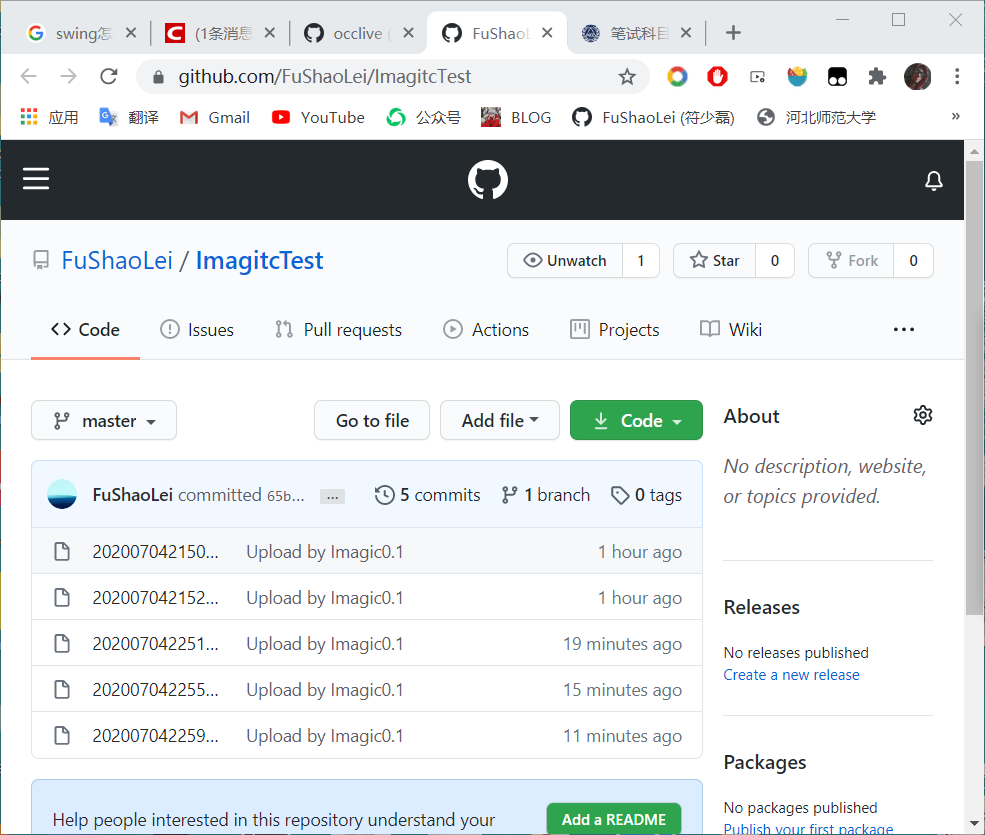 swing怎
(1条消息
occlive (
FuShaoL
笔试科目
github.com/FuShaoLei/ImagitcTest
应用 翻译 Gmail YouTube 公众号 BLOG FuShaoLei (符少磊) 河北师范大学 »
FuShaoLei / ImagitcTest
Unwatch 1 Star 0 Fork 0
Code Issues Pull requests Actions Projects Wiki ...
master Go to file Add file Code
FuShaoLei committed 65b... ... 5 commits 1 branch 0 tags
202007042150... Upload by Imagic0.1 1 hour ago
202007042152... Upload by Imagic0.1 1 hour ago
202007042251... Upload by Imagic0.1 19 minutes ago
202007042255... Upload by Imagic0.1 15 minutes ago
202007042259... Upload by Imagic0.1 11 minutes ago
Help people interested in this repository understand your Add a README
About
No description, website,
or topics provided.
Releases
No releases published
Create a new release
Packages
No packages published
Publish your first package